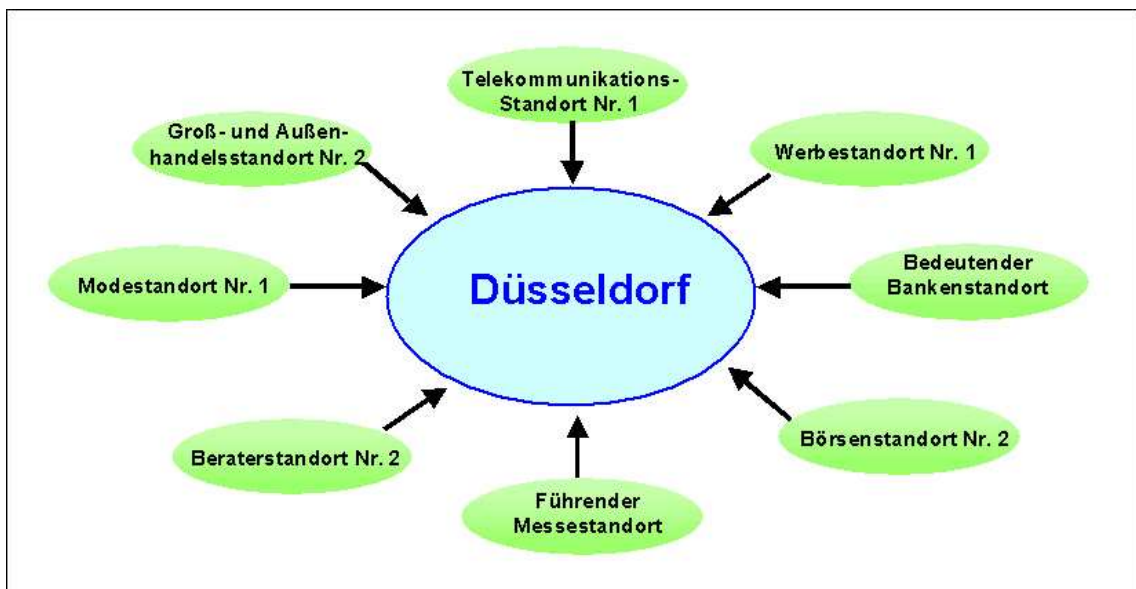 Telekommunikations-
Standort Nr. 1
Groß- und Außen-
handelsstandort Nr. 2
Werbestandort Nr. 1
Modestandort Nr. 1
Düsseldorf
Bedeutender
Bankenstandort
Beraterstandort Nr. 2
Börsenstandort Nr. 2
Führender
Messestandort